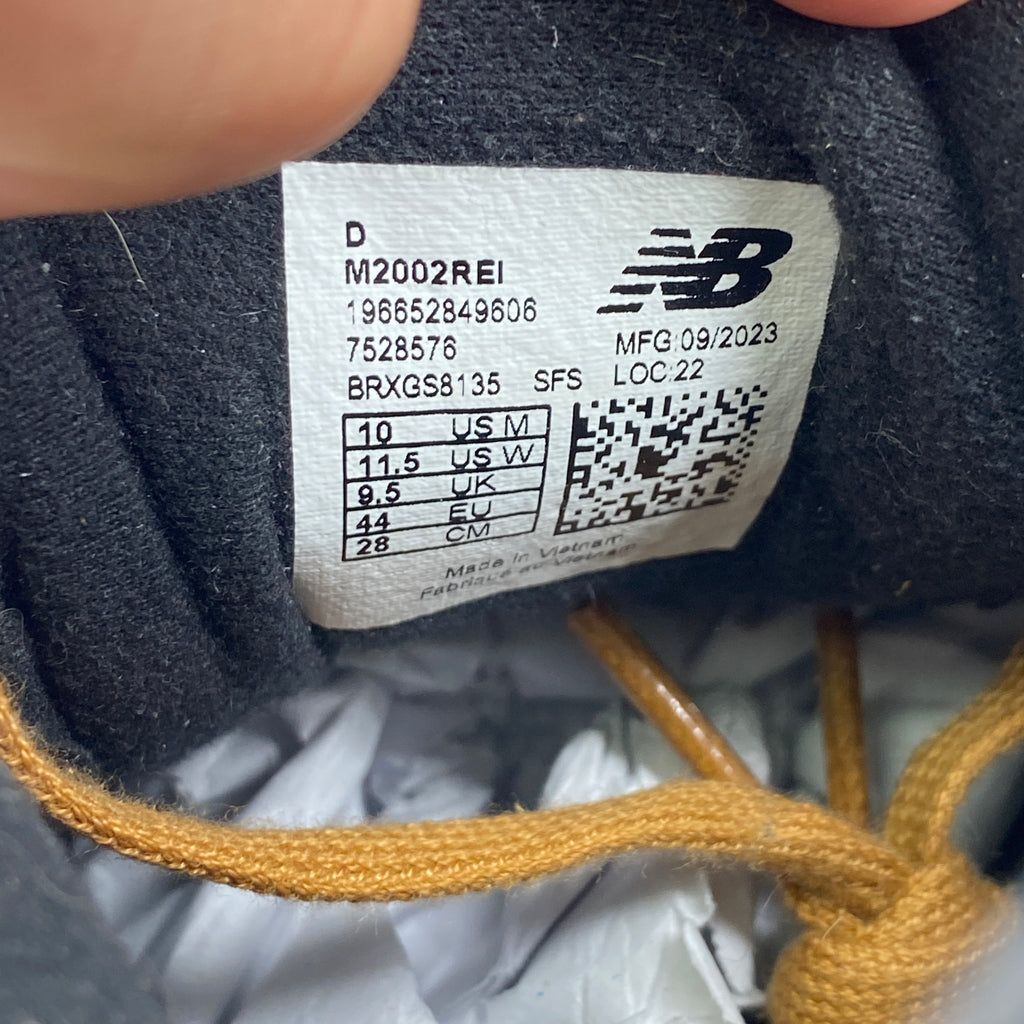 D
M2002REI
196652849606
7528576
BRXGS8135 SFS
NB
MFG:09/2023
LOC:22
10 US M
11.5 US W
9.5 UK
44 EU
28 CM
Made in Vietnam
Fabriqué au Vietnam